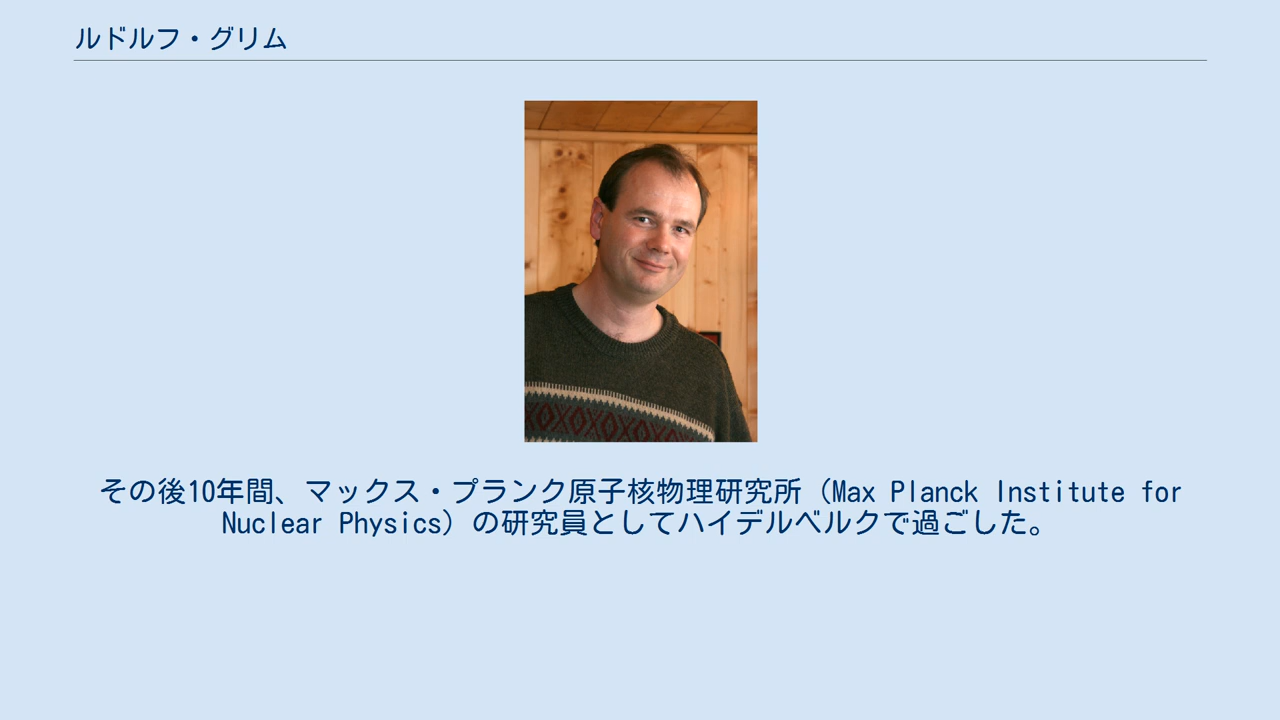 ルドルフ・グリム
その後10年間、マックス・プランク原子核物理研究所（Max Planck Institute for
Nuclear Physics）の研究員としてハイデルベルクで過ごした。